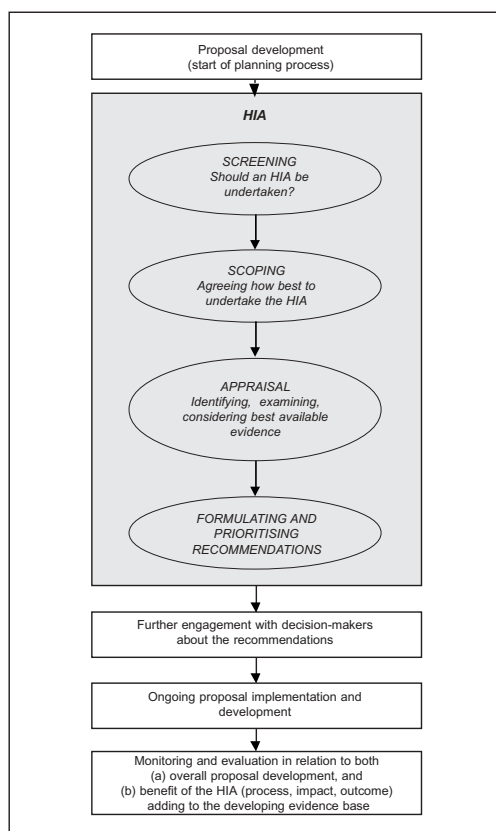 Proposal development
(start of planning process)
HIA
SCREENING
Should an HIA be
undertaken?
SCOPING
Agreeing how best to
undertake the HIA
APPRAISAL
Identifying, examining,
considering best available
evidence
FORMULATING AND
PRIORITISING
RECOMMENDATIONS
Further engagement with decision-makers
about the recommendations
Ongoing proposal implementation and
development
Monitoring and evaluation in relation to both
(a) overall proposal development, and
(b) benefit of the HIA (process, impact, outcome)
adding to the developing evidence base